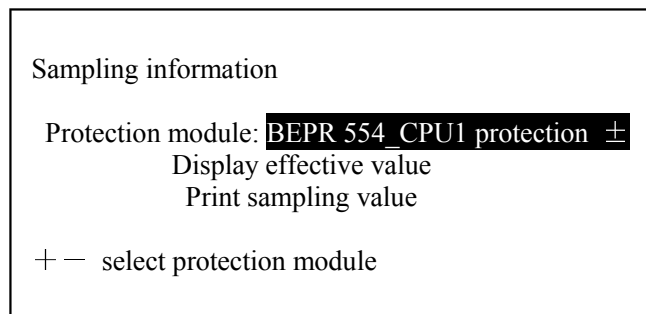 Sampling information
Protection module: BEPR 554_CPU1 protection ±
Display effective value
Print sampling value
+ − select protection module